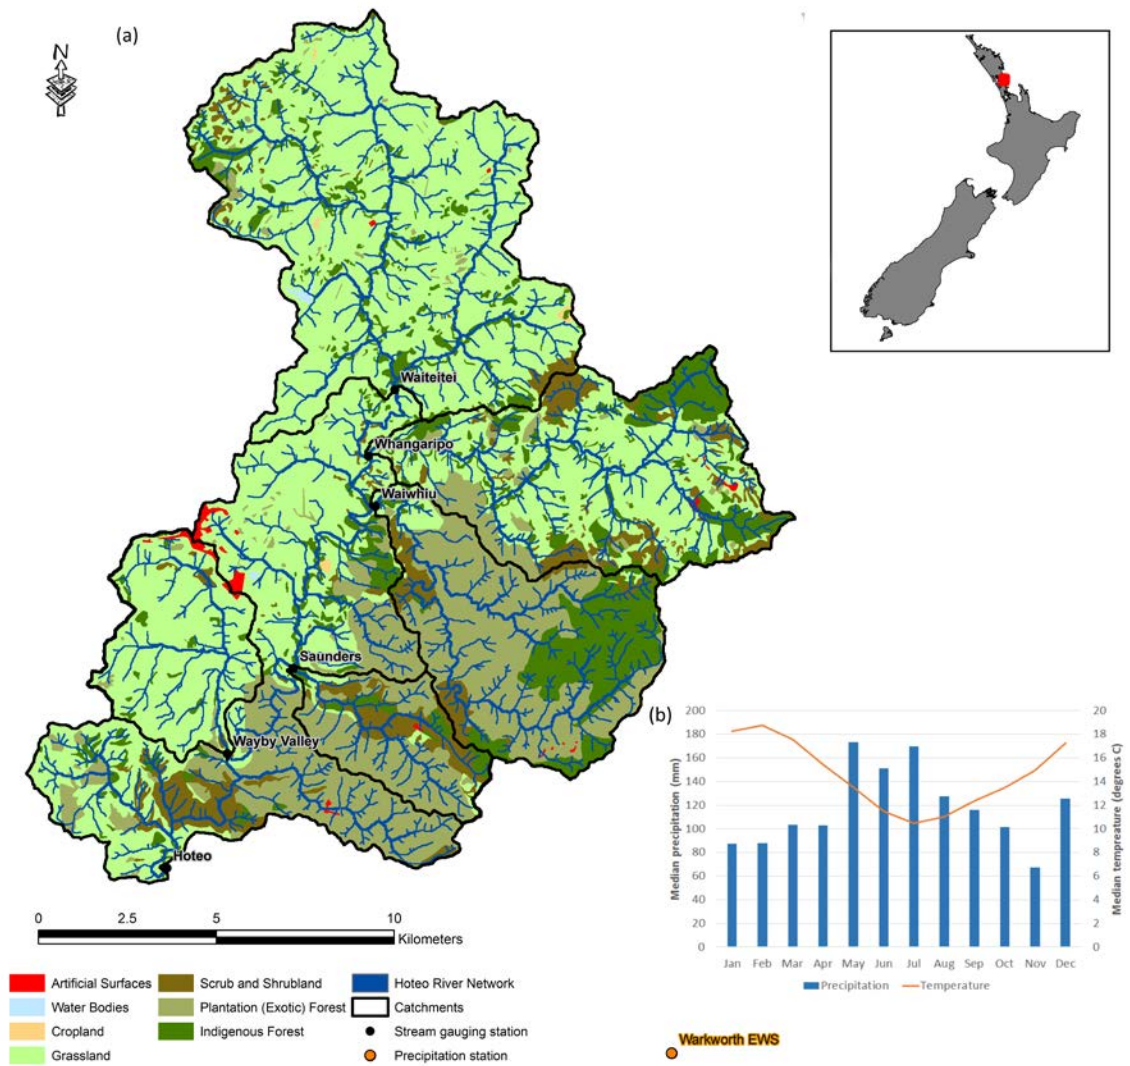 (a)
N
Waiteitei
Whangaripo
Waiwhiu
Saunders
Wayby Valley
Hoteo
0 2.5 5 10
Kilometers
Artificial Surfaces
Water Bodies
Cropland
Grassland
Scrub and Shrubland
Plantation (Exotic) Forest
Indigenous Forest
Hoteo River Network
Catchments
Stream gauging station
Precipitation station
(b)
Median precipitation (mm)
200
180
160
140
120
100
80
60
40
20
0
Median tempreature (degrees C)
20
18
16
14
12
10
8
6
4
2
0
Jan Feb Mar Apr May Jun Jul Aug Sep Oct Nov Dec
Precipitation Temperature
Warkworth EWS